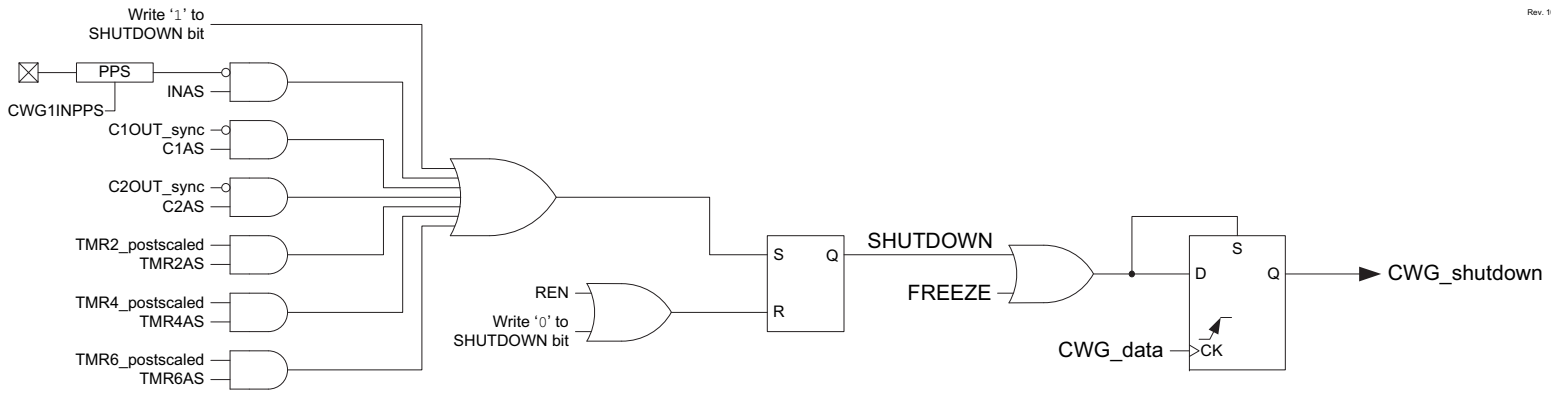 Write ‘1’ to
SHUTDOWN bit
Rev. 1
PPS
INAS
CWG1INPPS
C1OUT_sync
C1AS
C2OUT_sync
C2AS
TMR2_postscaled
TMR2AS
TMR4_postscaled
TMR4AS
TMR6_postscaled
TMR6AS
REN
Write ‘0’ to
SHUTDOWN bit
S
Q
R
SHUTDOWN
FREEZE
S
D
Q
CWG_data
CK
CWG_shutdown